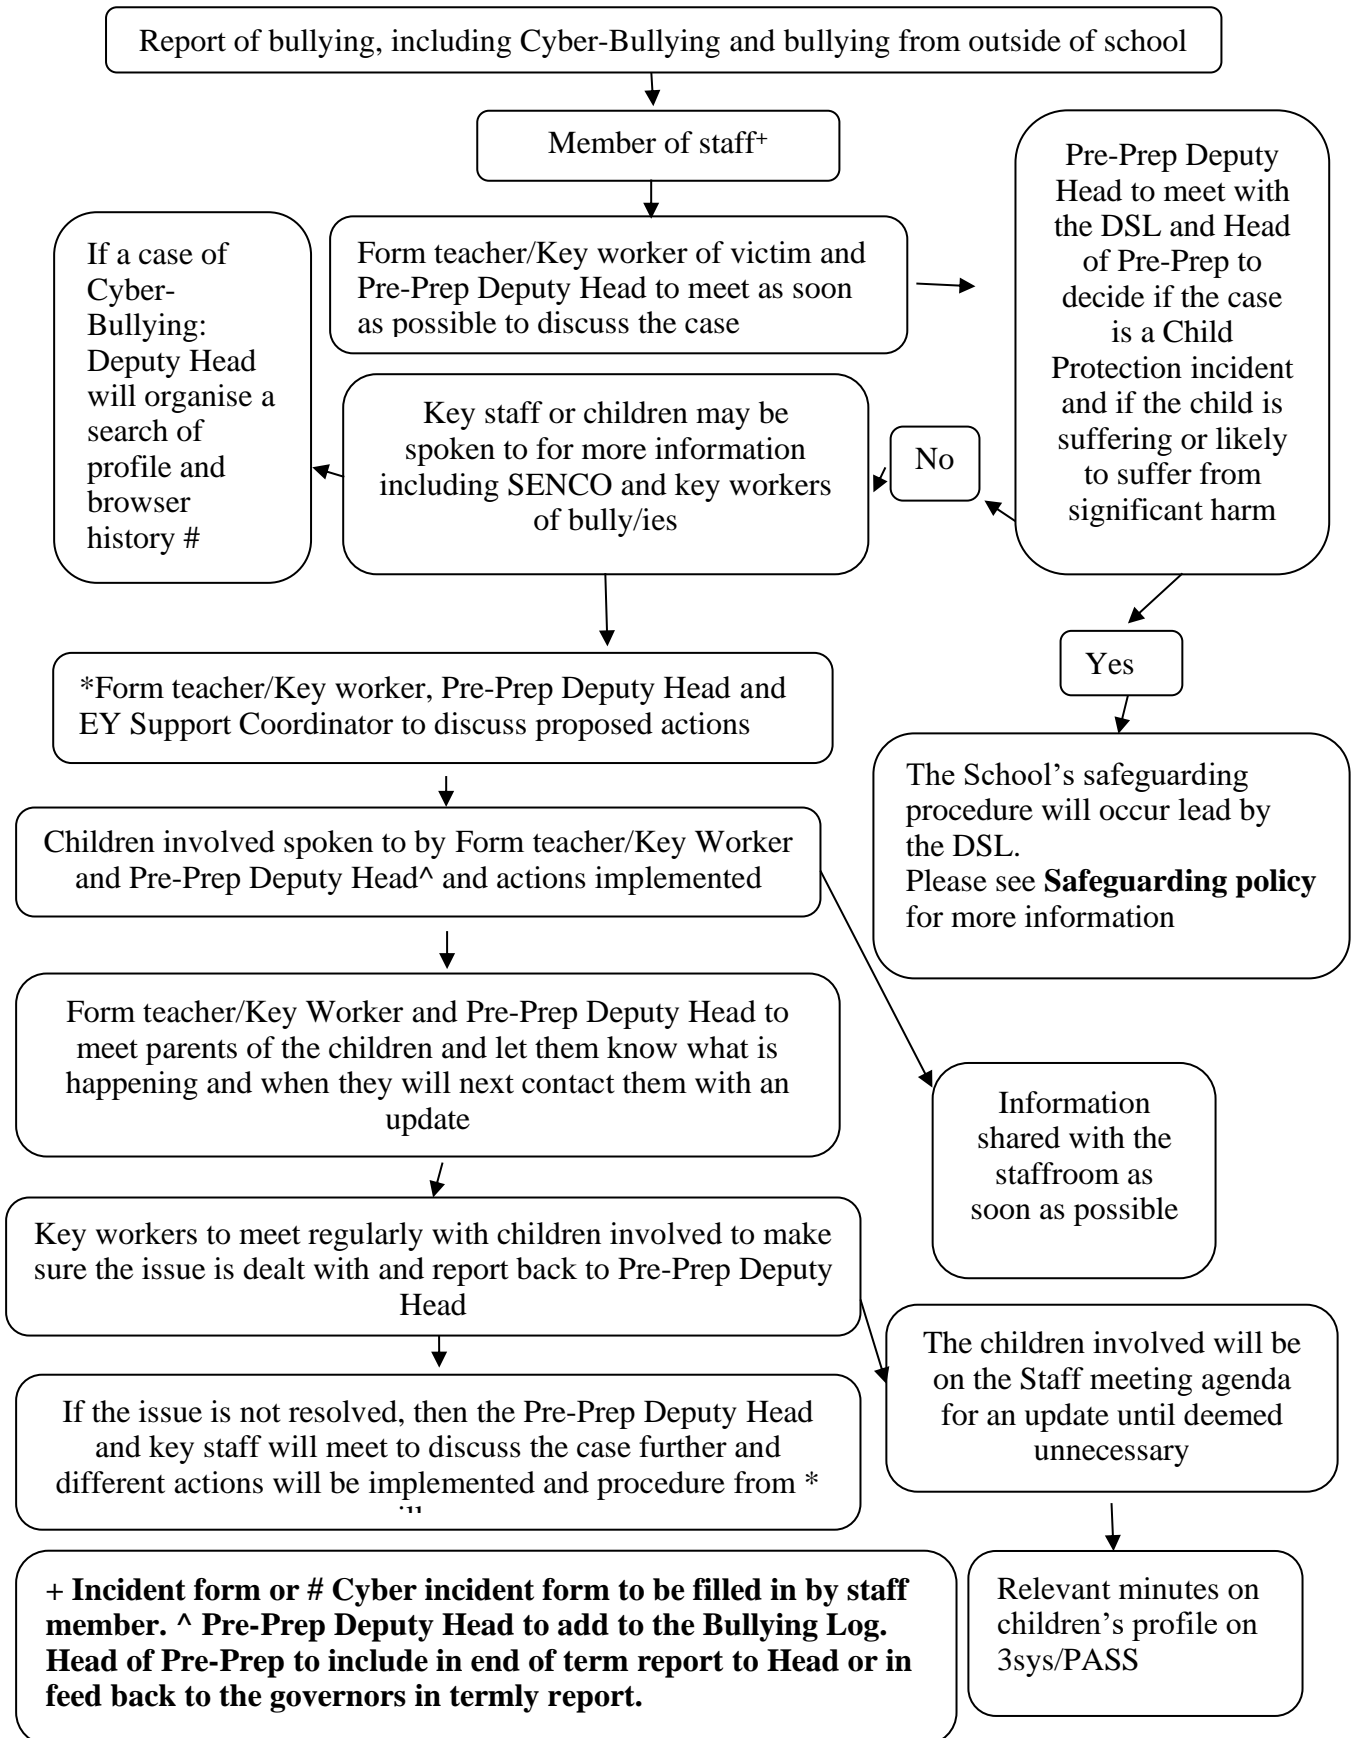 Report of bullying, including Cyber-Bullying and bullying from outside of school
Member of staff+
Pre-Prep Deputy
Head to meet with
the DSL and Head
of Pre-Prep to
decide if the case
is a Child
Protection incident
and if the child is
suffering or likely
to suffer from
significant harm
If a case of
Cyber-
Bullying:
Deputy Head
will organise a
search of
profile and
browser
history #
Form teacher/Key worker of victim and
Pre-Prep Deputy Head to meet as soon
as possible to discuss the case
Key staff or children may be
spoken to for more information
including SENCO and key workers
of bully/ies
No
Yes
*Form teacher/Key worker, Pre-Prep Deputy Head and
EY Support Coordinator to discuss proposed actions
The School’s safeguarding
procedure will occur lead by
the DSL.
Please see Safeguarding policy
for more information
Children involved spoken to by Form teacher/Key Worker
and Pre-Prep Deputy Head^ and actions implemented
Form teacher/Key Worker and Pre-Prep Deputy Head to
meet parents of the children and let them know what is
happening and when they will next contact them with an
update
Information
shared with the
staffroom as
soon as possible
Key workers to meet regularly with children involved to make
sure the issue is dealt with and report back to Pre-Prep Deputy
Head
The children involved will be
on the Staff meeting agenda
for an update until deemed
unnecessary
If the issue is not resolved, then the Pre-Prep Deputy Head
and key staff will meet to discuss the case further and
different actions will be implemented and procedure from *
+ Incident form or # Cyber incident form to be filled in by staff
member. ^ Pre-Prep Deputy Head to add to the Bullying Log.
Head of Pre-Prep to include in end of term report to Head or in
feed back to the governors in termly report.
Relevant minutes on
children’s profile on
3sys/PASS